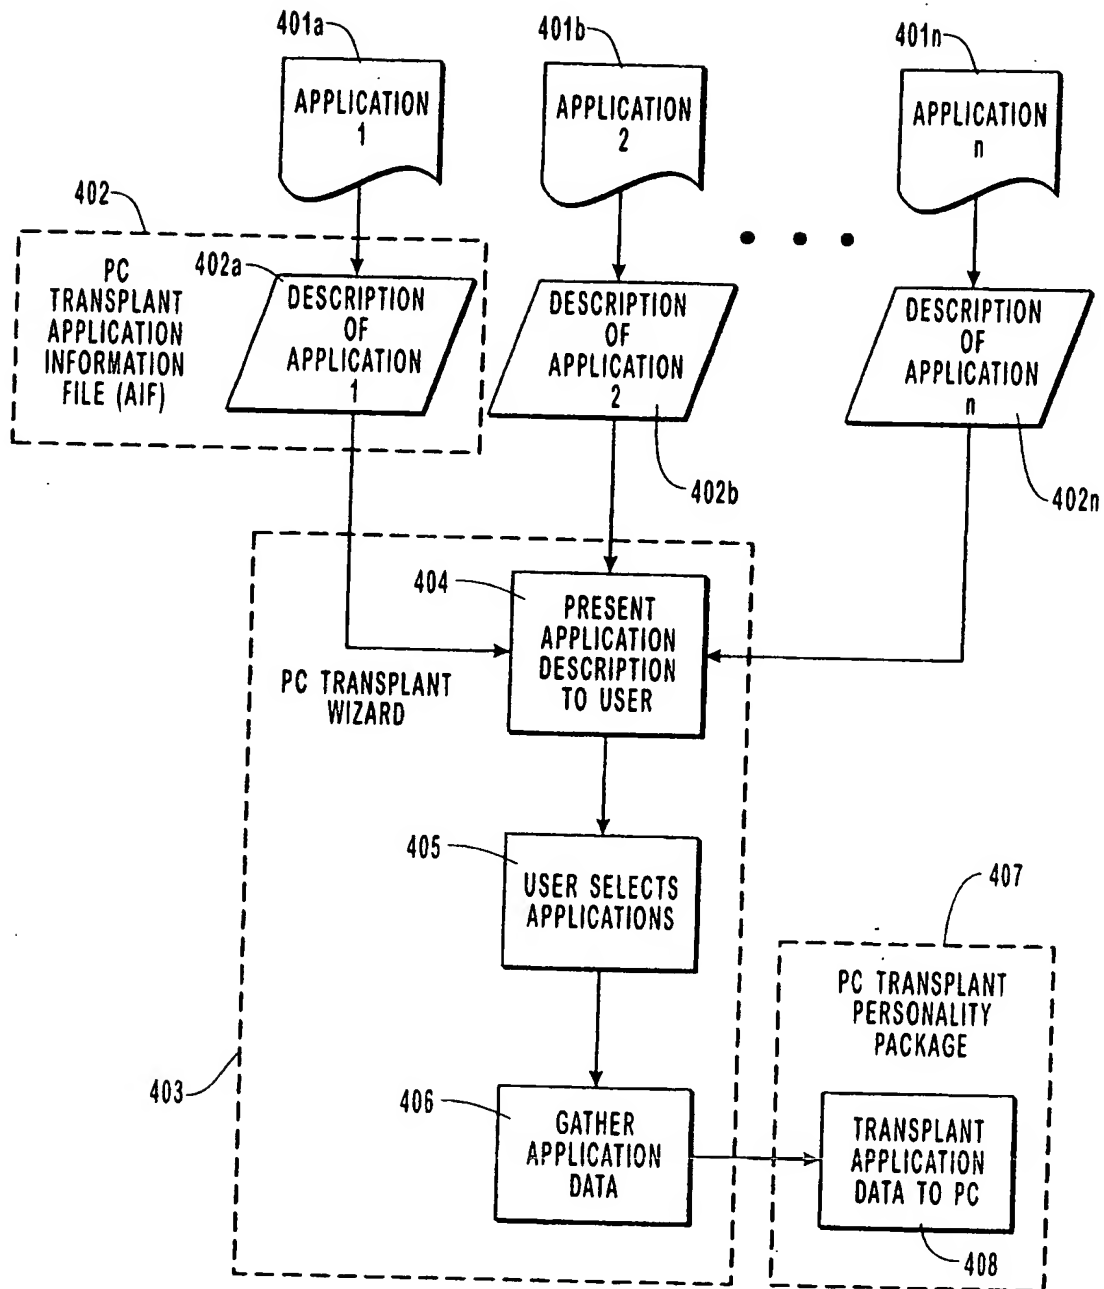 401a
401b
401n
APPLICATION
1
APPLICATION
2
APPLICATION
n
402
PC
TRANSPLANT
APPLICATION
INFORMATION
FILE (AIF)
402a
DESCRIPTION
OF
APPLICATION
1
DESCRIPTION
OF
APPLICATION
2
402b
DESCRIPTION
OF
APPLICATION
n
402n
404
PRESENT
APPLICATION
DESCRIPTION
TO USER
PC TRANSPLANT
WIZARD
405
USER SELECTS
APPLICATIONS
403
406
GATHER
APPLICATION
DATA
407
PC TRANSPLANT
PERSONALITY
PACKAGE
TRANSPLANT
APPLICATION
DATA TO PC
408